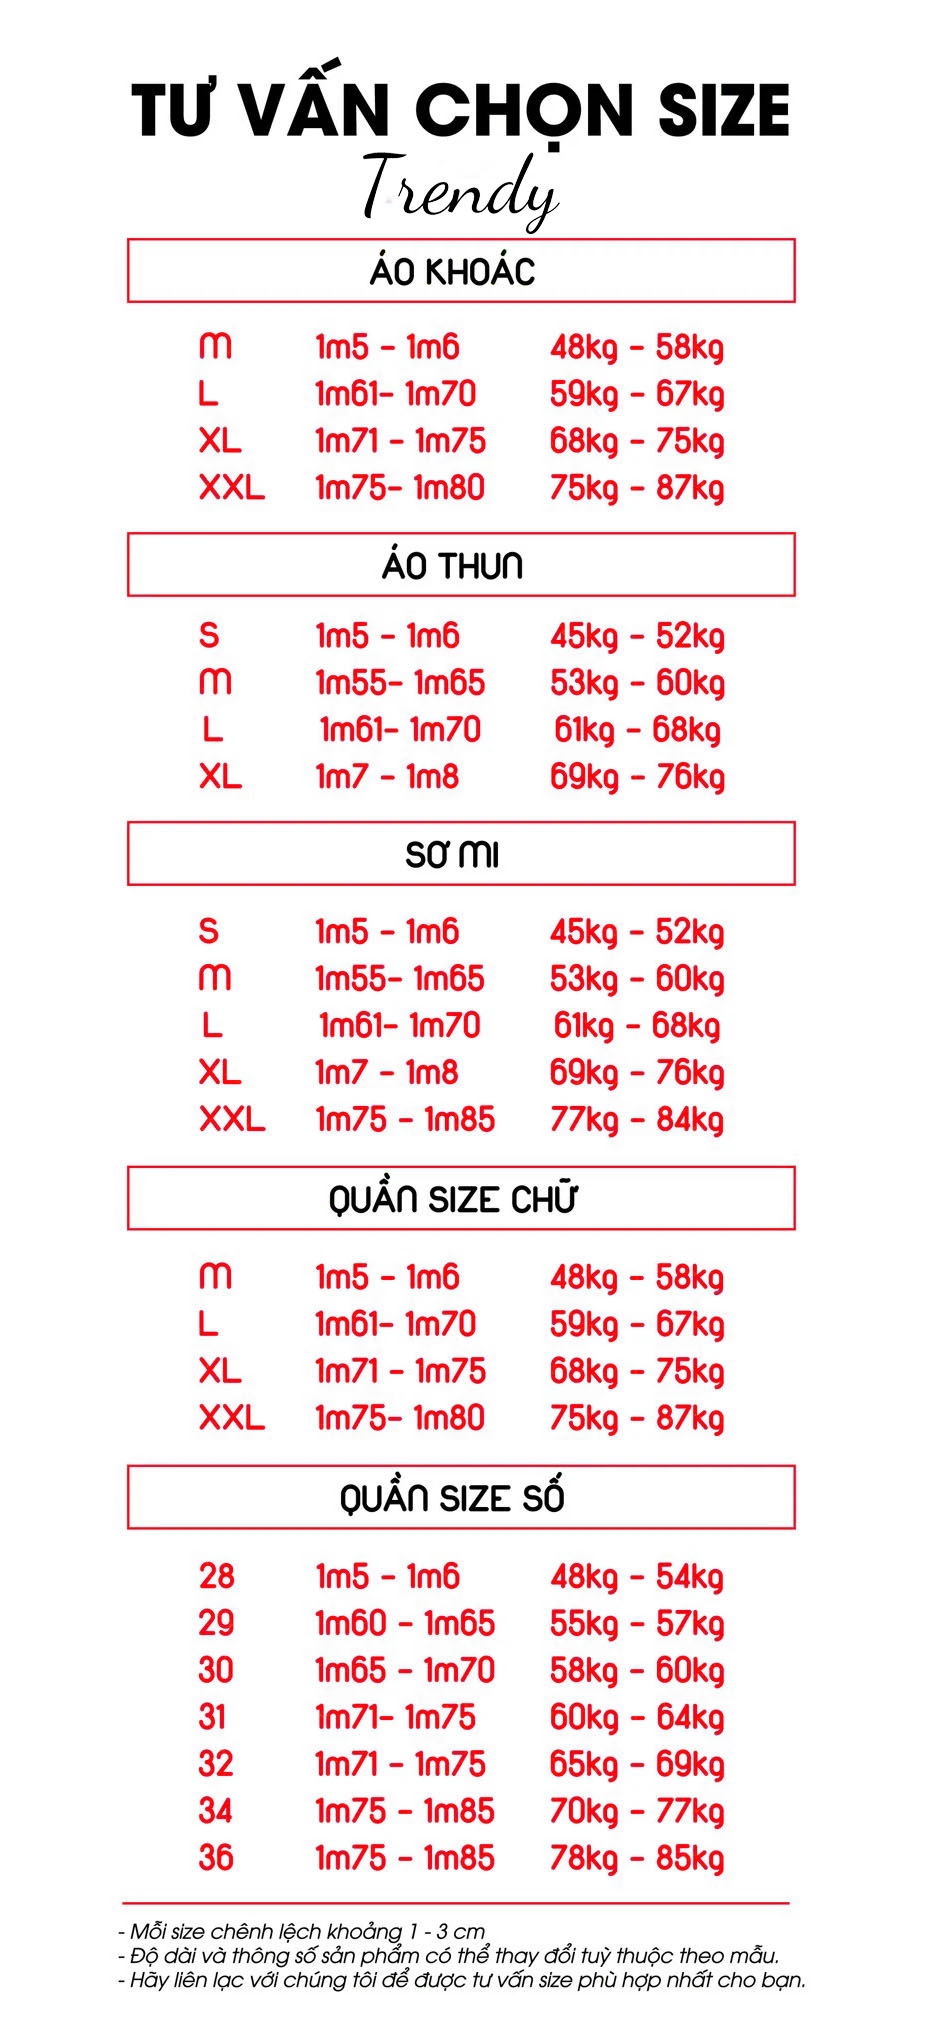 TƯ VẤN CHỌN SIZE
Trendy
ÁO KHOÁC
M 1m5 - 1m6 48kg - 58kg
L 1m61- 1m70 59kg - 67kg
XL 1m71 - 1m75 68kg - 75kg
XXL 1m75- 1m80 75kg - 87kg
ÁO THUN
S 1m5 - 1m6 45kg - 52kg
M 1m55- 1m65 53kg - 60kg
L 1m61- 1m70 61kg - 68kg
XL 1m7 - 1m8 69kg - 76kg
SƠ MI
S 1m5 - 1m6 45kg - 52kg
M 1m55- 1m65 53kg - 60kg
L 1m61- 1m70 61kg - 68kg
XL 1m7 - 1m8 69kg - 76kg
XXL 1m75 - 1m85 77kg - 84kg
QUẦN SIZE CHỮ
M 1m5 - 1m6 48kg - 58kg
L 1m61- 1m70 59kg - 67kg
XL 1m71 - 1m75 68kg - 75kg
XXL 1m75- 1m80 75kg - 87kg
QUẦN SIZE SỐ
28 1m5 - 1m6 48kg - 54kg
29 1m60 - 1m65 55kg - 57kg
30 1m65 - 1m70 58kg - 60kg
31 1m71- 1m75 60kg - 64kg
32 1m71 - 1m75 65kg - 69kg
34 1m75 - 1m85 70kg - 77kg
36 1m75 - 1m85 78kg - 85kg
- Mỗi size chênh lệch khoảng 1 - 3 cm
- Độ dài và thông số sản phẩm có thể thay đổi tuỳ thuộc theo mẫu.
- Hãy liên lạc với chúng tôi để được tư vấn size phù hợp nhất cho bạn.